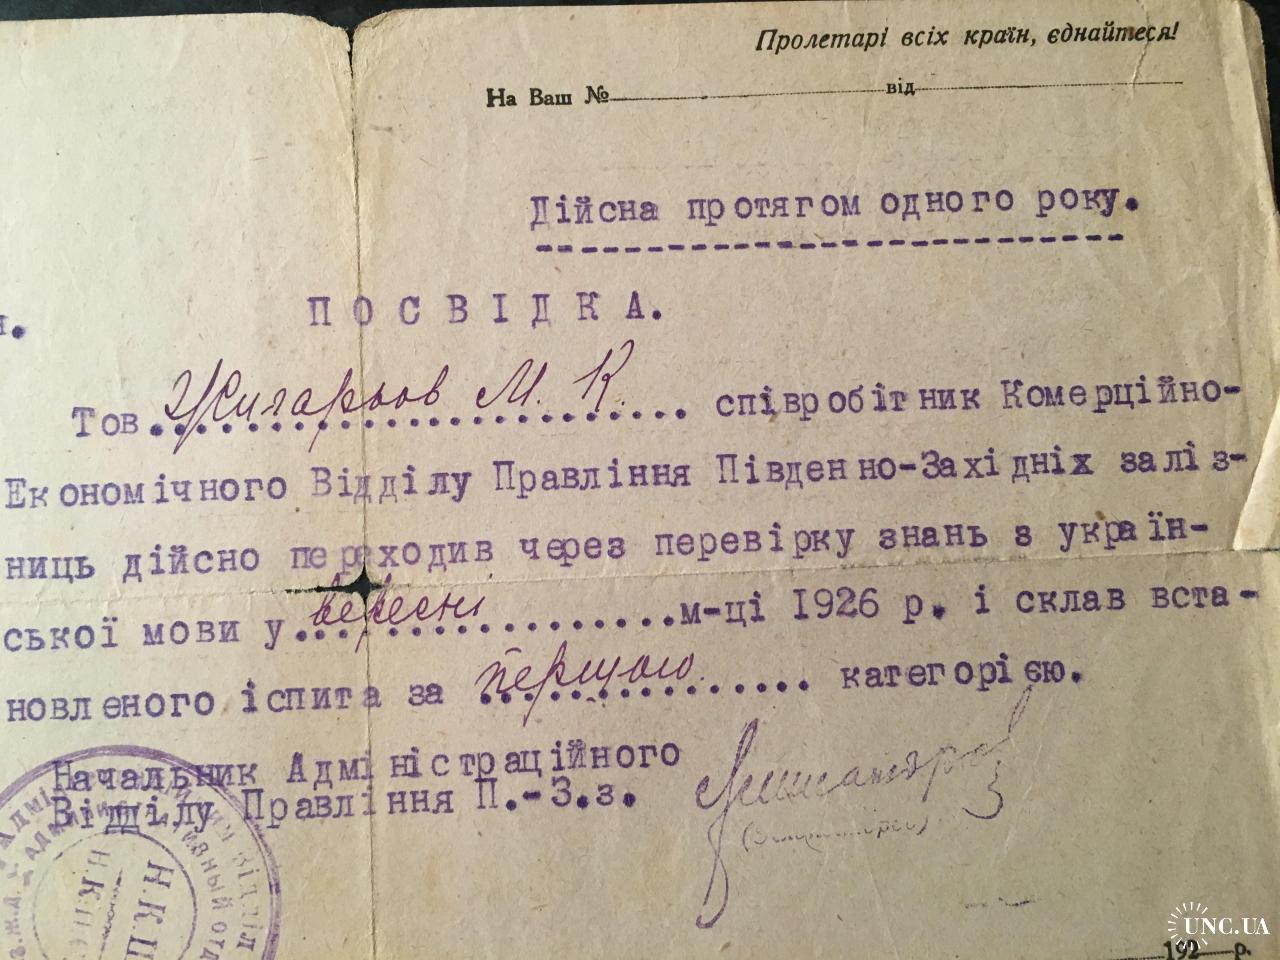 Пролетарі всіх країн, єднайтеся!
На Ваш № від
Дійсна протягом одного року.
ПОСВІДКА.
Тов. Жигарьов М. К. співробітник Комерційно-
Економічного Відділу Правління Південно-Західніх заліз-
ниць дійсно переходив через перевірку знань з україн-
ської мови у вересні м-ці 1926 р. і склав вста-
новленого іспита за першою категорією.
Начальник Адміністраційного
Відділу Правління П.-З.з.
Н.К.П.
192 р.
UNC.UA